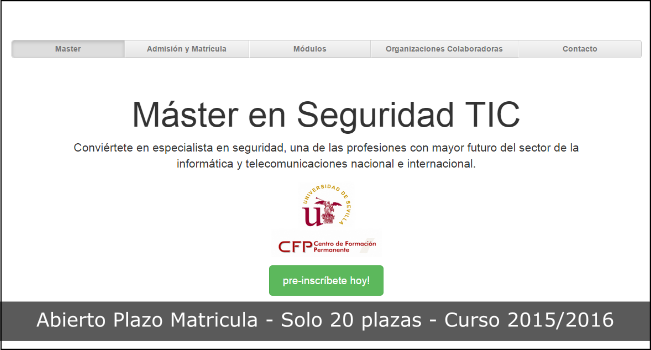 Master Admisión y Matrícula Módulos Organizaciones Colaboradoras Contacto
Máster en Seguridad TIC
Conviértete en especialista en seguridad, una de las profesiones con mayor futuro del sector de la
informática y telecomunicaciones nacional e internacional.
UNIVERSIDAD DE SEVILLA
CFP Centro de Formación
Permanente
pre-inscríbete hoy!
Abierto Plazo Matricula - Solo 20 plazas - Curso 2015/2016